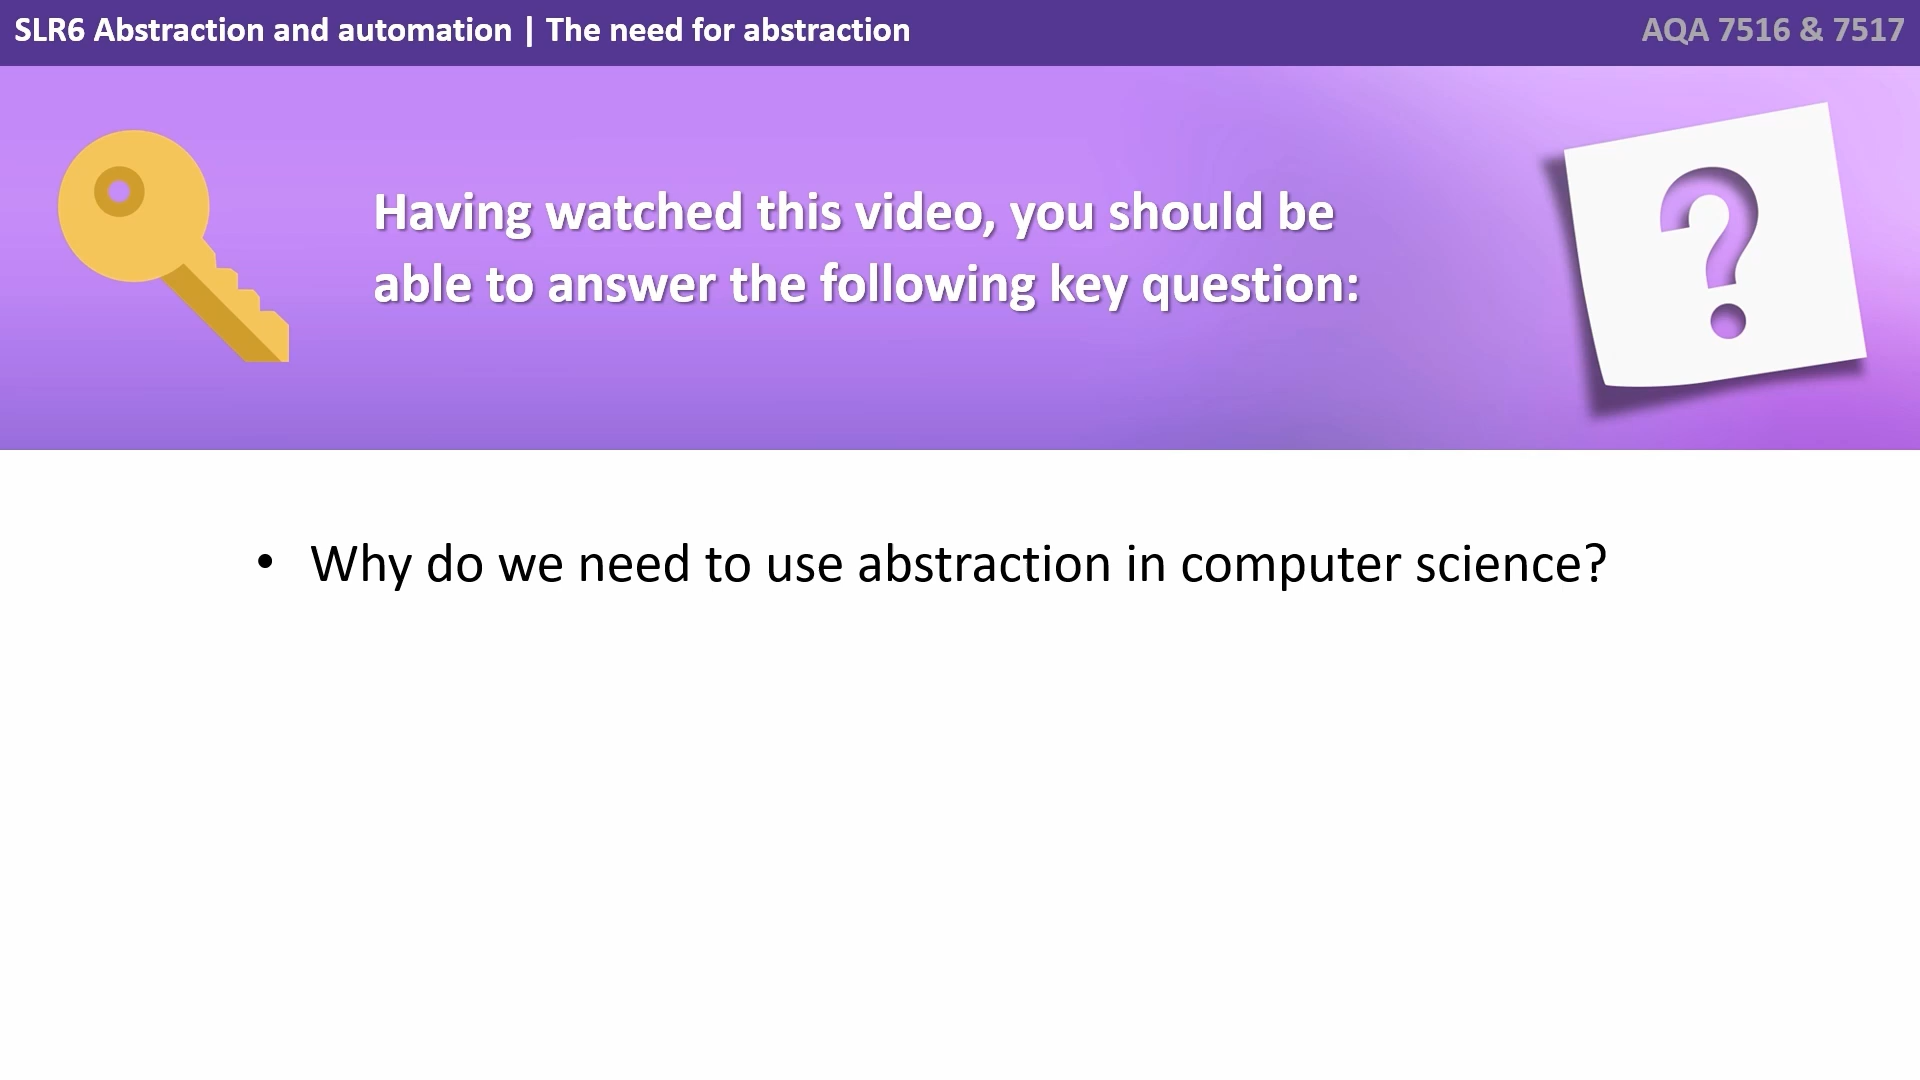 SLR6 Abstraction and automation | The need for abstraction
AQA 7516 & 7517
Having watched this video, you should be
able to answer the following key question:
?
• Why do we need to use abstraction in computer science?